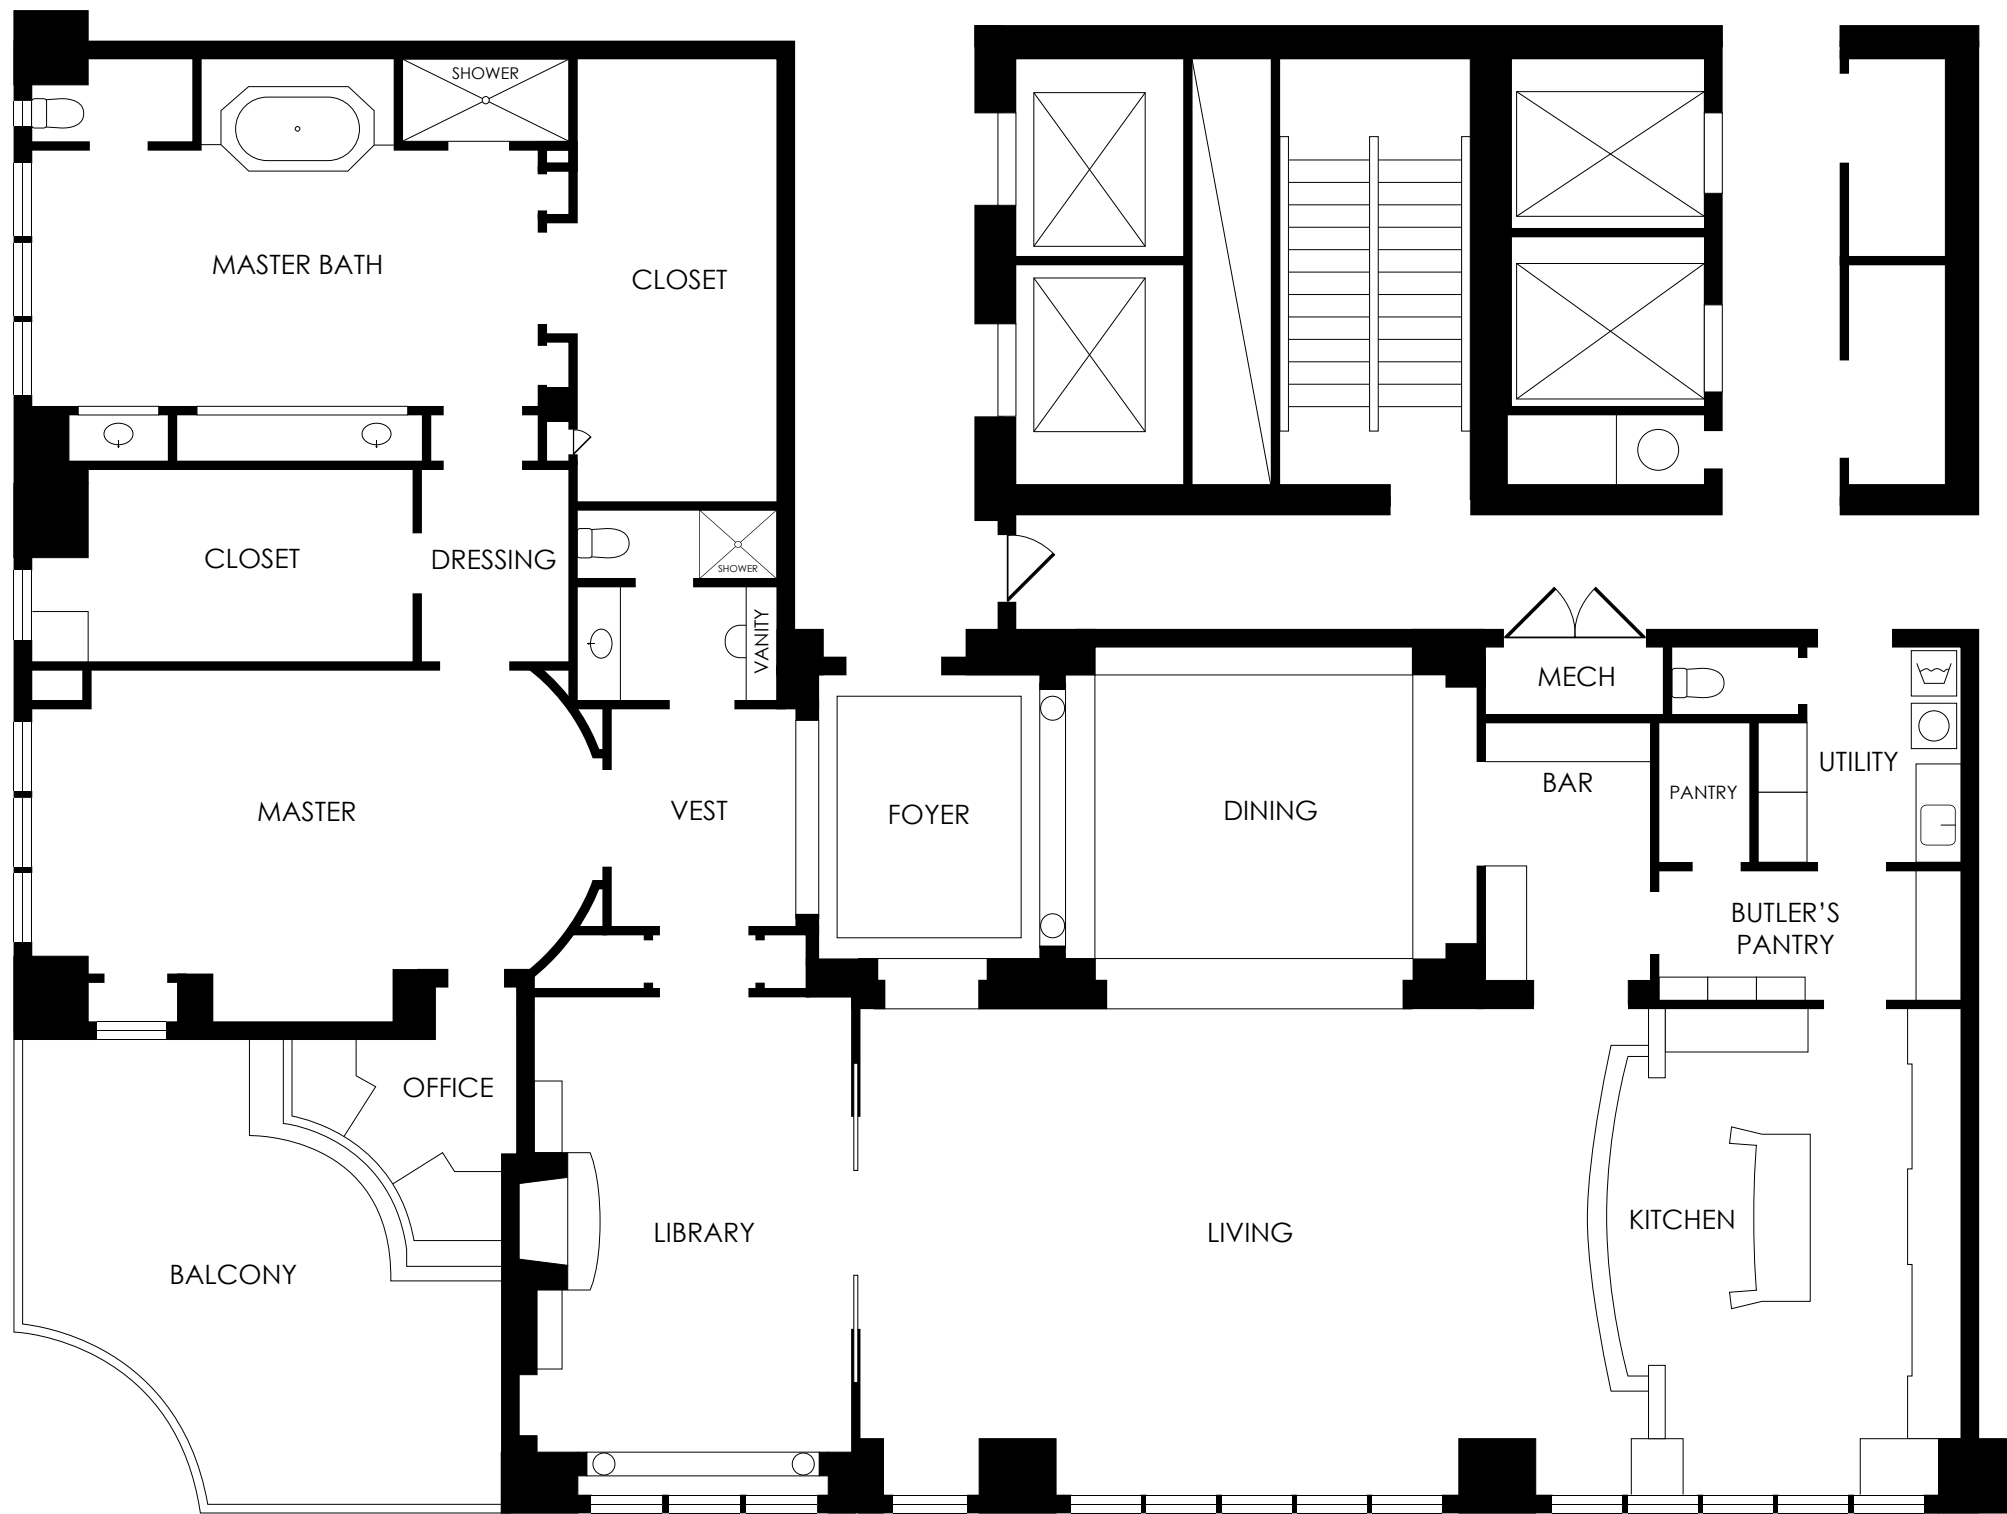 SHOWER
MASTER BATH
CLOSET
CLOSET
DRESSING
SHOWER
VANITY
MECH
UTILITY
BAR
PANTRY
MASTER
VEST
FOYER
DINING
BUTLER'S
PANTRY
OFFICE
KITCHEN
LIBRARY
LIVING
BALCONY